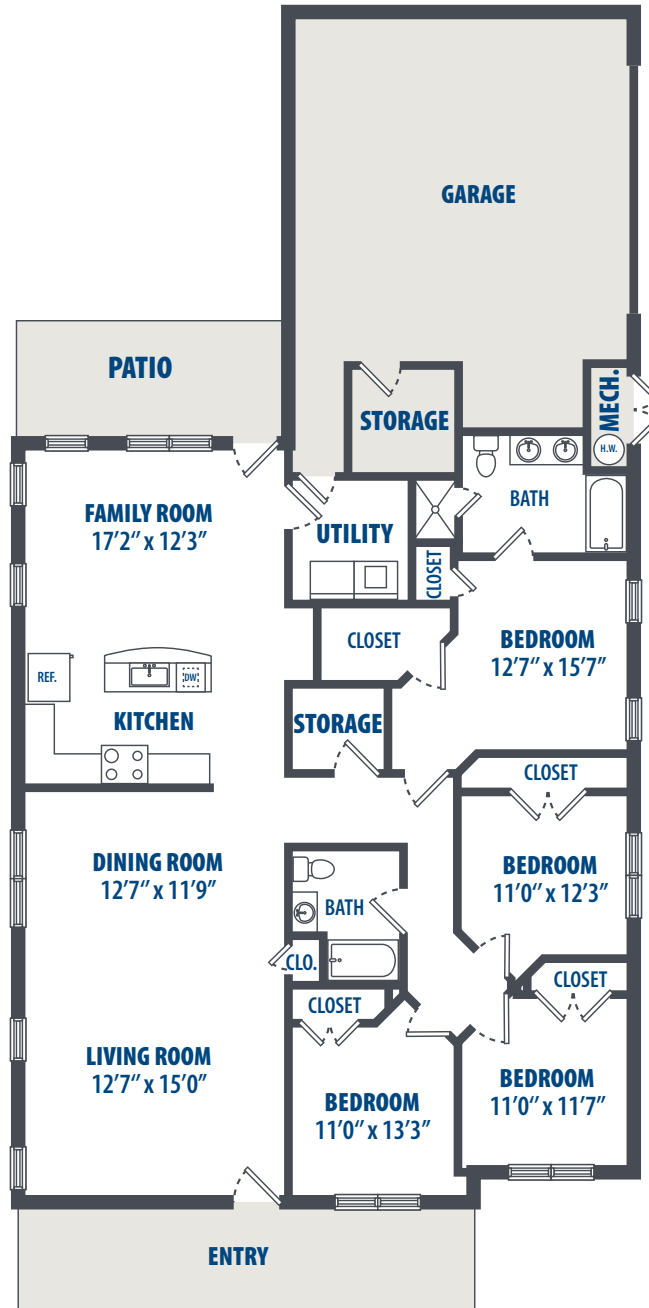 GARAGE
PATIO
MECH.
STORAGE
H.W.
FAMILY ROOM
17'2" x 12'3"
BATH
UTILITY
CLOSET
CLOSET
BEDROOM
12'7" x 15'7"
REF.
DW
KITCHEN
STORAGE
CLOSET
DINING ROOM
12'7" x 11'9"
BEDROOM
11'0" x 12'3"
BATH
CLO.
CLOSET
CLOSET
LIVING ROOM
12'7" x 15'0"
BEDROOM
11'0" x 13'3"
BEDROOM
11'0" x 11'7"
ENTRY